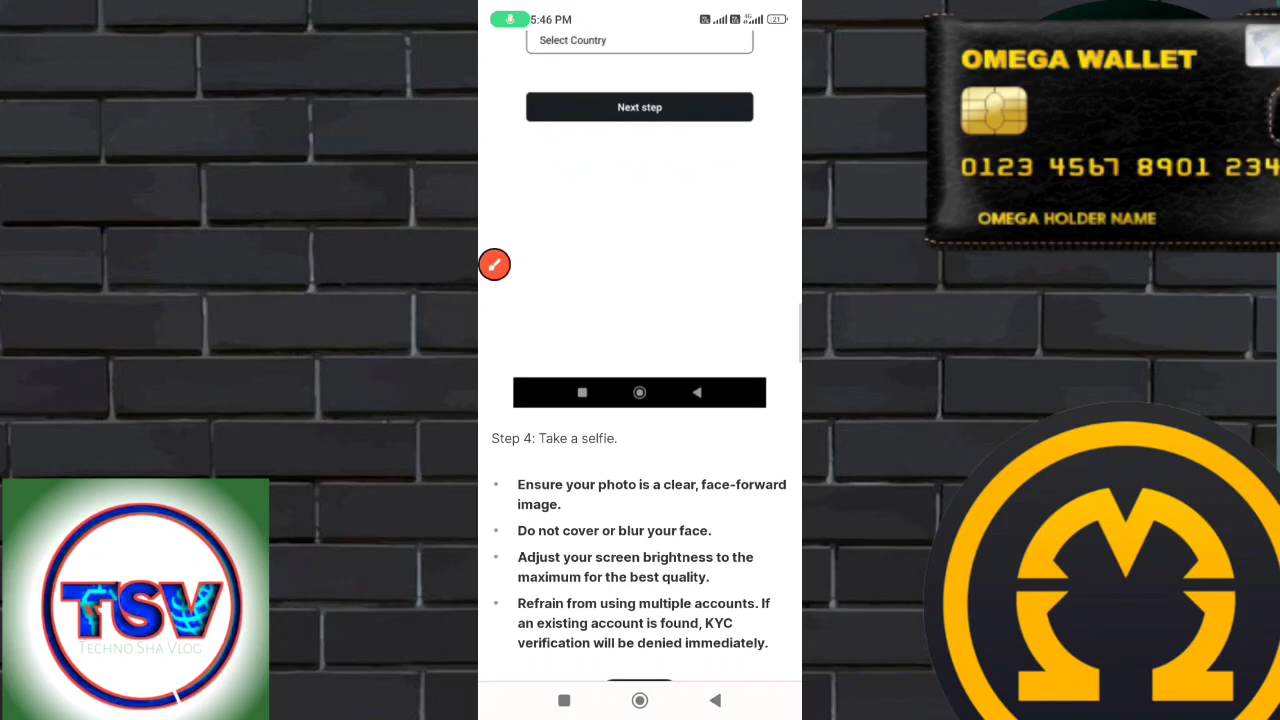 5:46 PM
4G
21
Select Country
Next step
Step 4: Take a selfie.
Ensure your photo is a clear, face-forward
image.
Do not cover or blur your face.
Adjust your screen brightness to the
maximum for the best quality.
Refrain from using multiple accounts. If
an existing account is found, KYC
verification will be denied immediately.
OMEGA WALLET
0123 4567 8901 234
OMEGA HOLDER NAME
TSV
TECHNO SHA VLOG